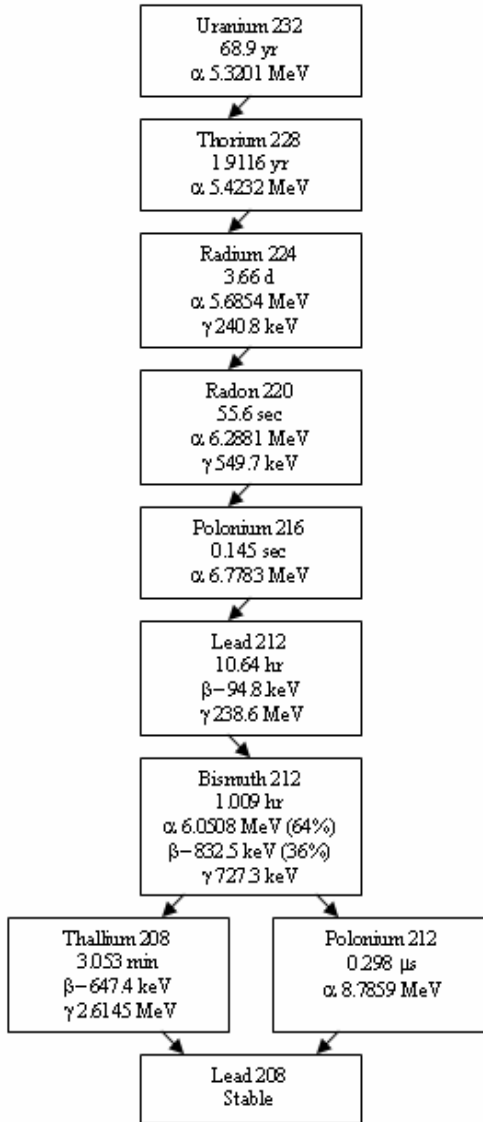 Uranium 232
68.9 yr
α 5.3201 MeV
Thorium 228
1.9116 yr
α 5.4232 MeV
Radium 224
3.66 d
α 5.6854 MeV
γ 240.8 keV
Radon 220
55.6 sec
α 6.2881 MeV
γ 549.7 keV
Polonium 216
0.145 sec
α 6.7783 MeV
Lead 212
10.64 hr
β−94.8 keV
γ 238.6 MeV
Bismuth 212
1.009 hr
α 6.0508 MeV (64%)
β−832.5 keV (36%)
γ 727.3 keV
Thallium 208
3.053 min
β−647.4 keV
γ 2.6145 MeV
Polonium 212
0.298 μs
α 8.7859 MeV
Lead 208
Stable